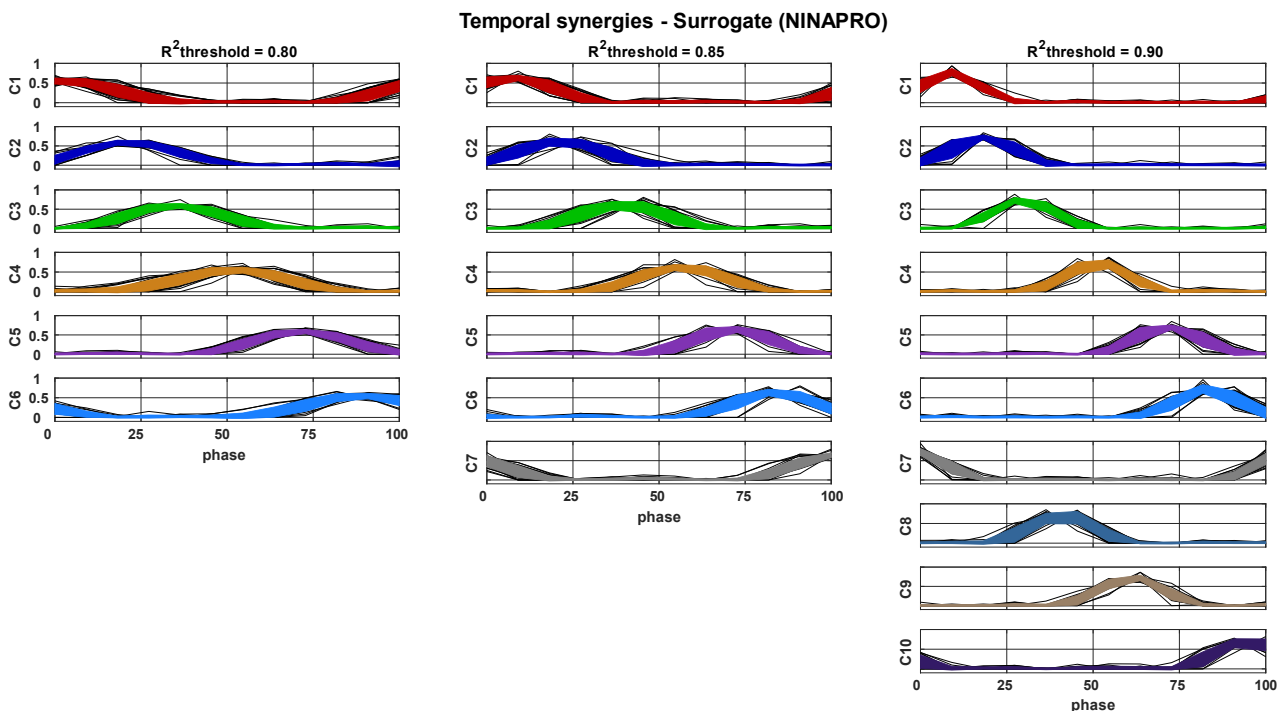 Temporal synergies - Surrogate (NINAPRO)
R²threshold = 0.80
C1
1
0.5
0
C2
1
0.5
0
C3
1
0.5
0
C4
1
0.5
0
C5
1
0.5
0
C6
1
0.5
0
0 25 50 75 100
phase
R²threshold = 0.85
C1
C2
C3
C4
C5
C6
C7
0 25 50 75 100
phase
R²threshold = 0.90
C1
C2
C3
C4
C5
C6
C7
C8
C9
C10
0 25 50 75 100
phase